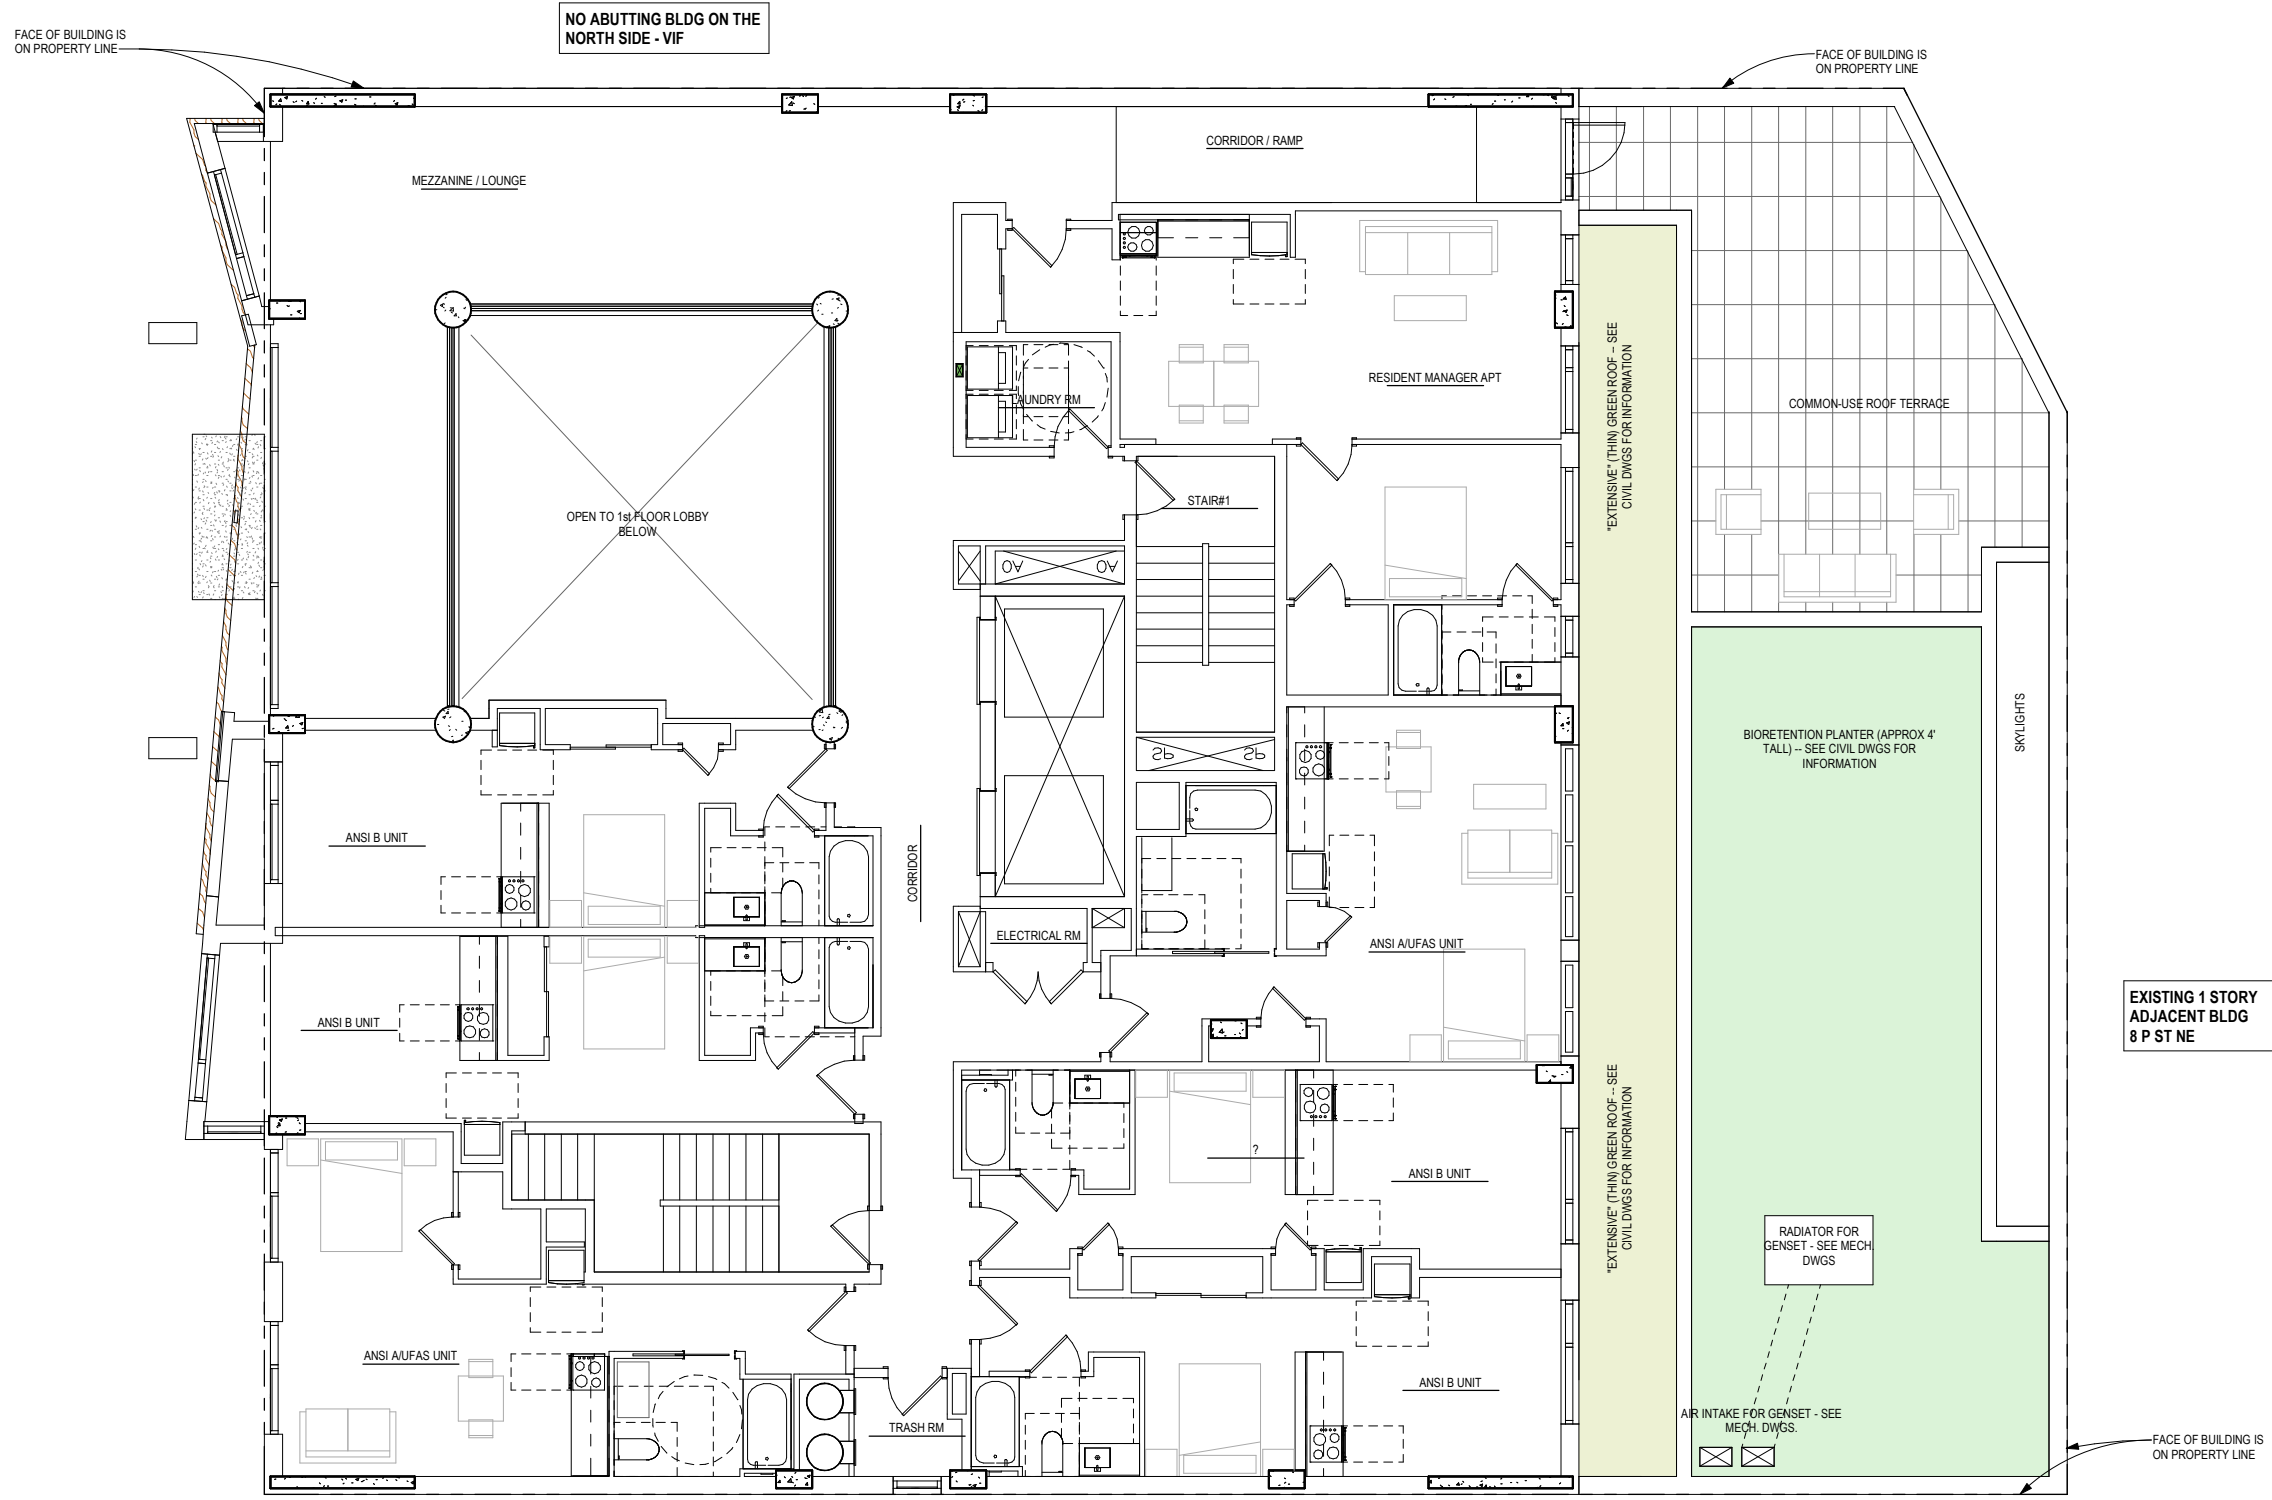 NO ABUTTING BLDG ON THE
NORTH SIDE - VIF
FACE OF BUILDING IS
ON PROPERTY LINE
FACE OF BUILDING IS
ON PROPERTY LINE
CORRIDOR / RAMP
MEZZANINE / LOUNGE
RESIDENT MANAGER APT
LAUNDRY RM
"EXTENSIVE" (THIN) GREEN ROOF -- SEE
CIVIL DWGS FOR INFORMATION
COMMON-USE ROOF TERRACE
STAIR#1
OPEN TO 1st FLOOR LOBBY
BELOW
AO
AO
SKYLIGHTS
BIORETENTION PLANTER (APPROX 4'
TALL) -- SEE CIVIL DWGS FOR
INFORMATION
SP
SP
ANSI B UNIT
CORRIDOR
ELECTRICAL RM
ANSI A/UFAS UNIT
ANSI B UNIT
EXISTING 1 STORY
ADJACENT BLDG
8 P ST NE
"EXTENSIVE" (THIN) GREEN ROOF -- SEE
CIVIL DWGS FOR INFORMATION
?
ANSI B UNIT
RADIATOR FOR
GENSET - SEE MECH.
DWGS
ANSI A/UFAS UNIT
ANSI B UNIT
TRASH RM
AIR INTAKE FOR GENSET - SEE
MECH. DWGS.
FACE OF BUILDING IS
ON PROPERTY LINE